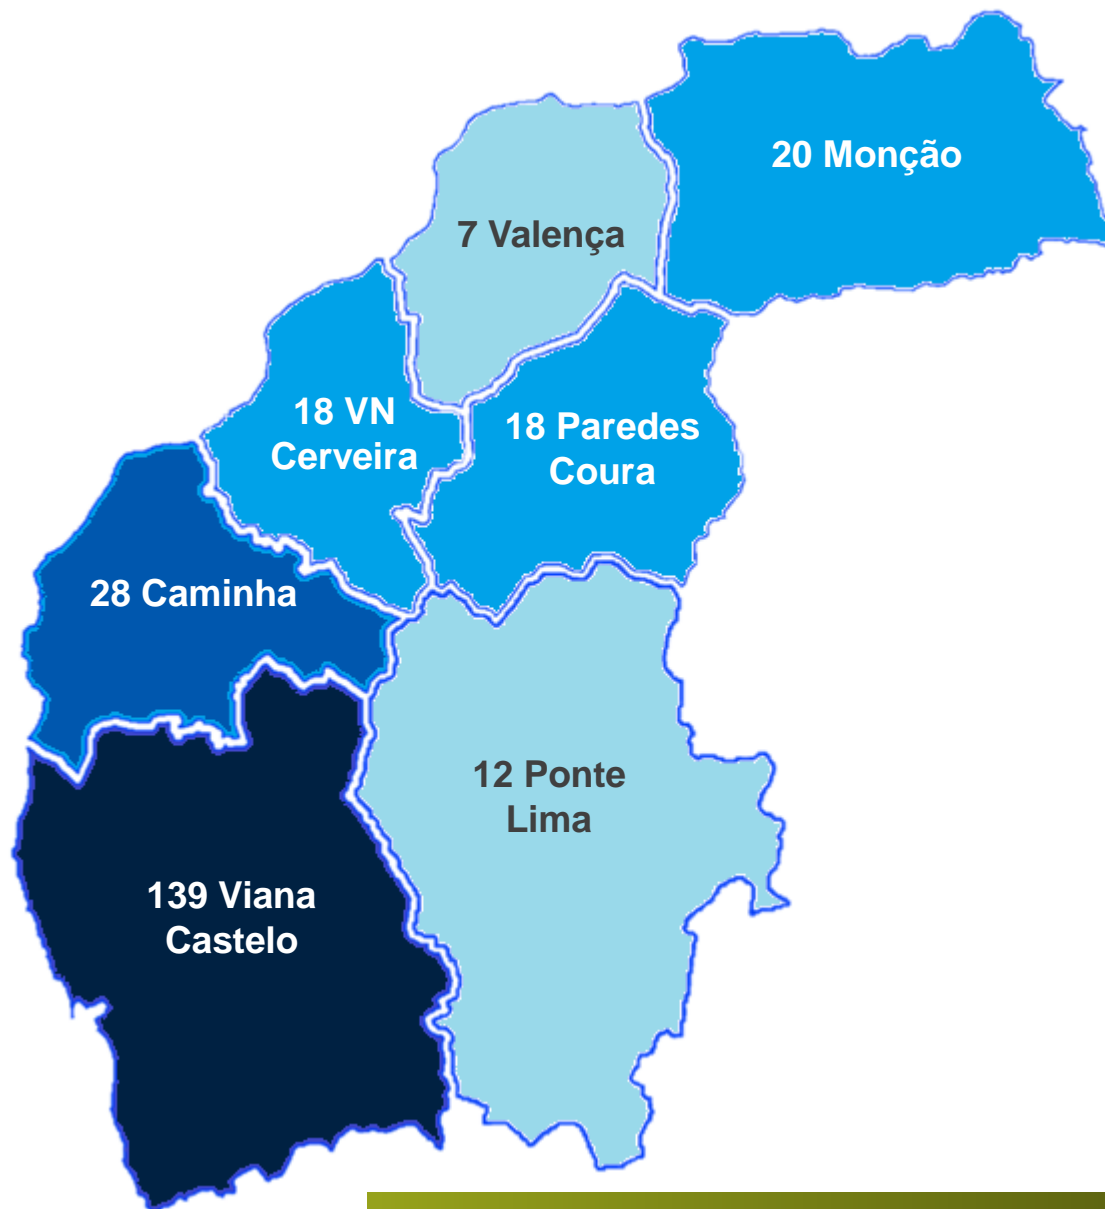 20 Monção
7 Valença
18 VN
Cerveira
18 Paredes
Coura
28 Caminha
12 Ponte
Lima
139 Viana
Castelo